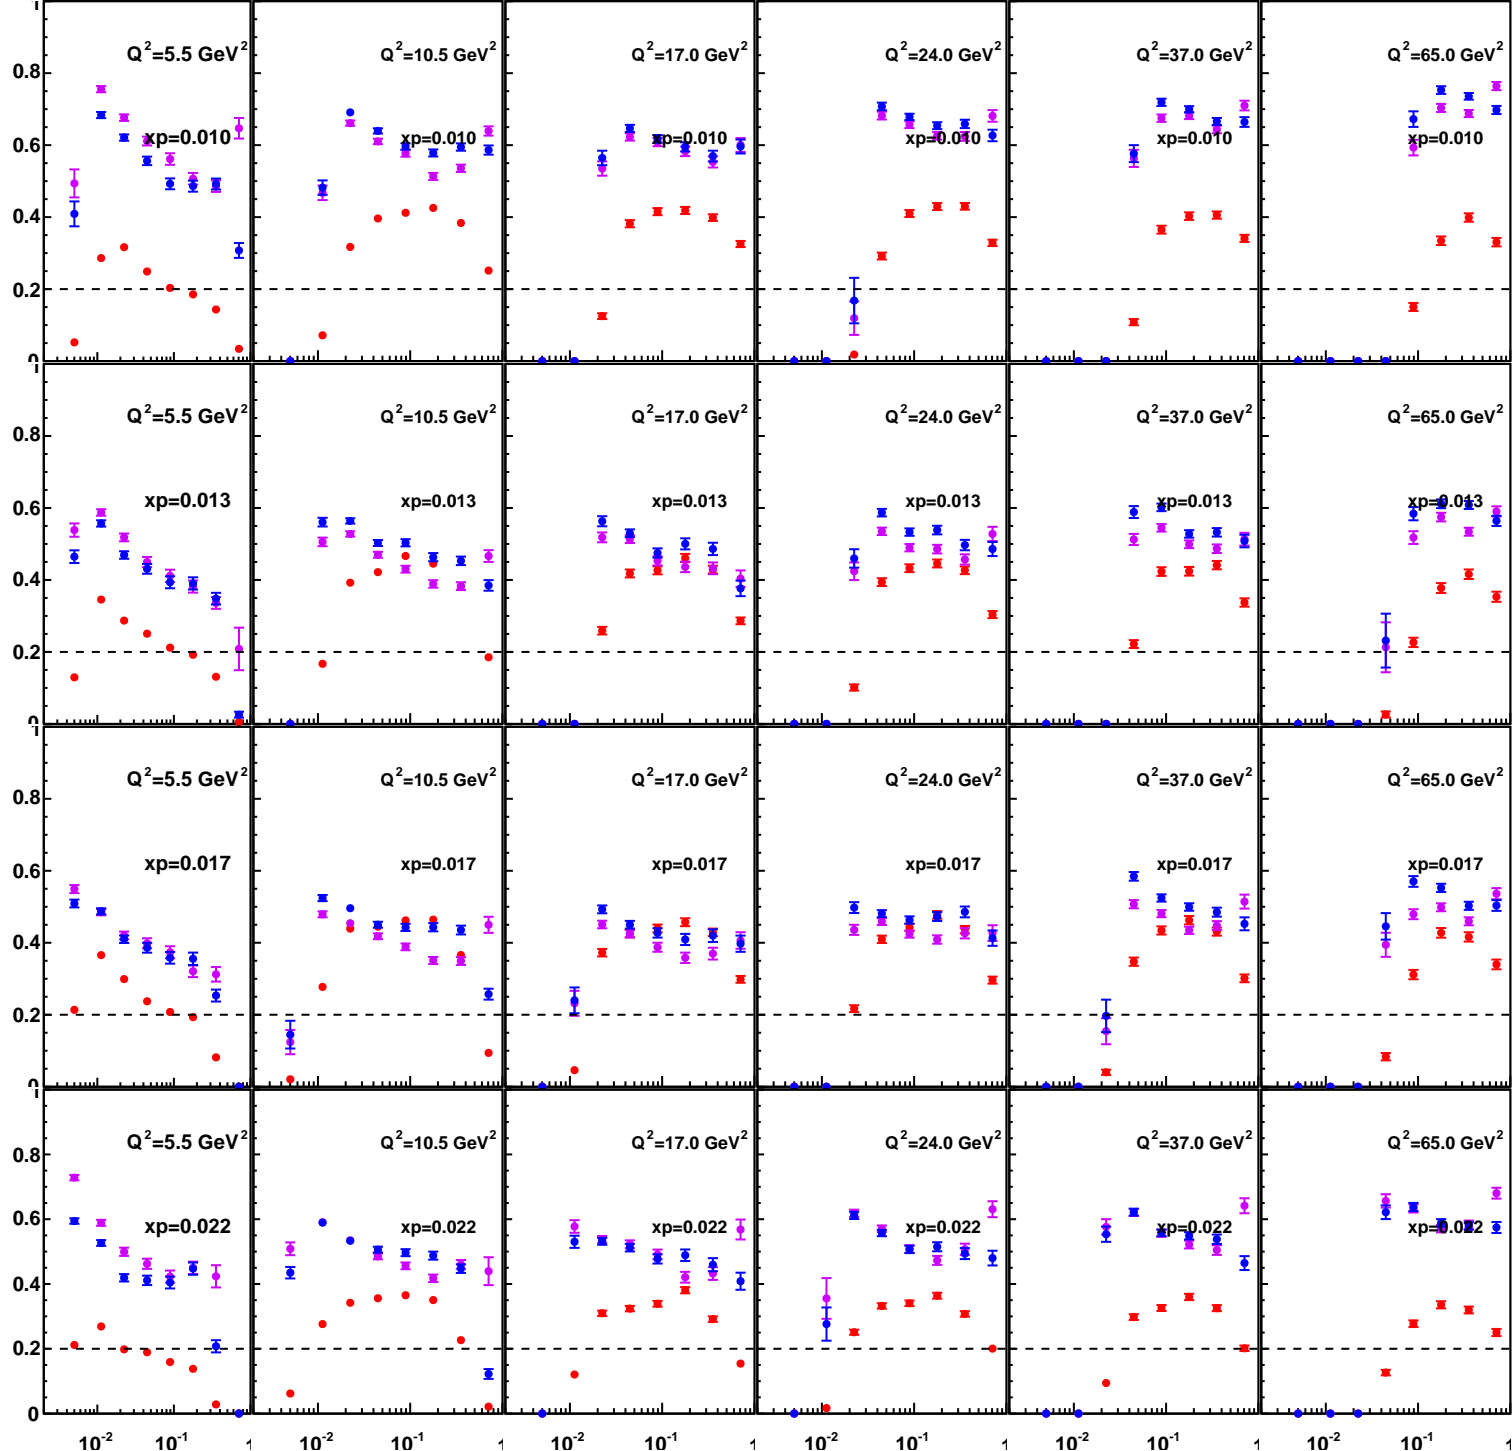 Q²=5.5 GeV² Q²=10.5 GeV² Q²=17.0 GeV² Q²=24.0 GeV² Q²=37.0 GeV² Q²=65.0 GeV²
0.8
xp=0.010 xp=0.010 xp=0.010 xp=0.010 xp=0.010 xp=0.010
0.6
0.4
0.2
0
Q²=5.5 GeV² Q²=10.5 GeV² Q²=17.0 GeV² Q²=24.0 GeV² Q²=37.0 GeV² Q²=65.0 GeV²
0.8
xp=0.013 xp=0.013 xp=0.013 xp=0.013 xp=0.013 xp=0.013
0.6
0.4
0.2
0
Q²=5.5 GeV² Q²=10.5 GeV² Q²=17.0 GeV² Q²=24.0 GeV² Q²=37.0 GeV² Q²=65.0 GeV²
0.8
xp=0.017 xp=0.017 xp=0.017 xp=0.017 xp=0.017 xp=0.017
0.6
0.4
0.2
0
Q²=5.5 GeV² Q²=10.5 GeV² Q²=17.0 GeV² Q²=24.0 GeV² Q²=37.0 GeV² Q²=65.0 GeV²
0.8
xp=0.022 xp=0.022 xp=0.022 xp=0.022 xp=0.022 xp=0.022
0.6
0.4
0.2
0
10⁻² 10⁻¹ 1 10⁻² 10⁻¹ 1 10⁻² 10⁻¹ 1 10⁻² 10⁻¹ 1 10⁻² 10⁻¹ 1 10⁻² 10⁻¹ 1